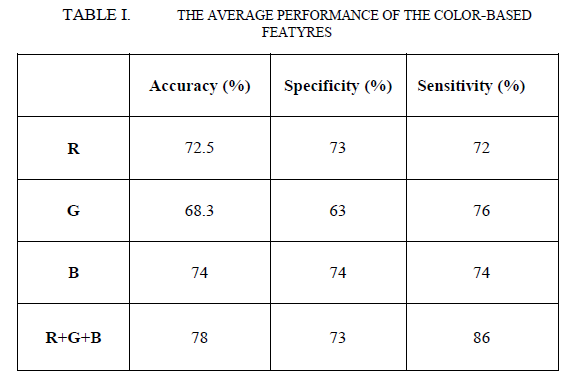 TABLE I. THE AVERAGE PERFORMANCE OF THE COLOR-BASED
FEATYRES
Accuracy (%) Specificity (%) Sensitivity (%)
R 72.5 73 72
G 68.3 63 76
B 74 74 74
R+G+B 78 73 86